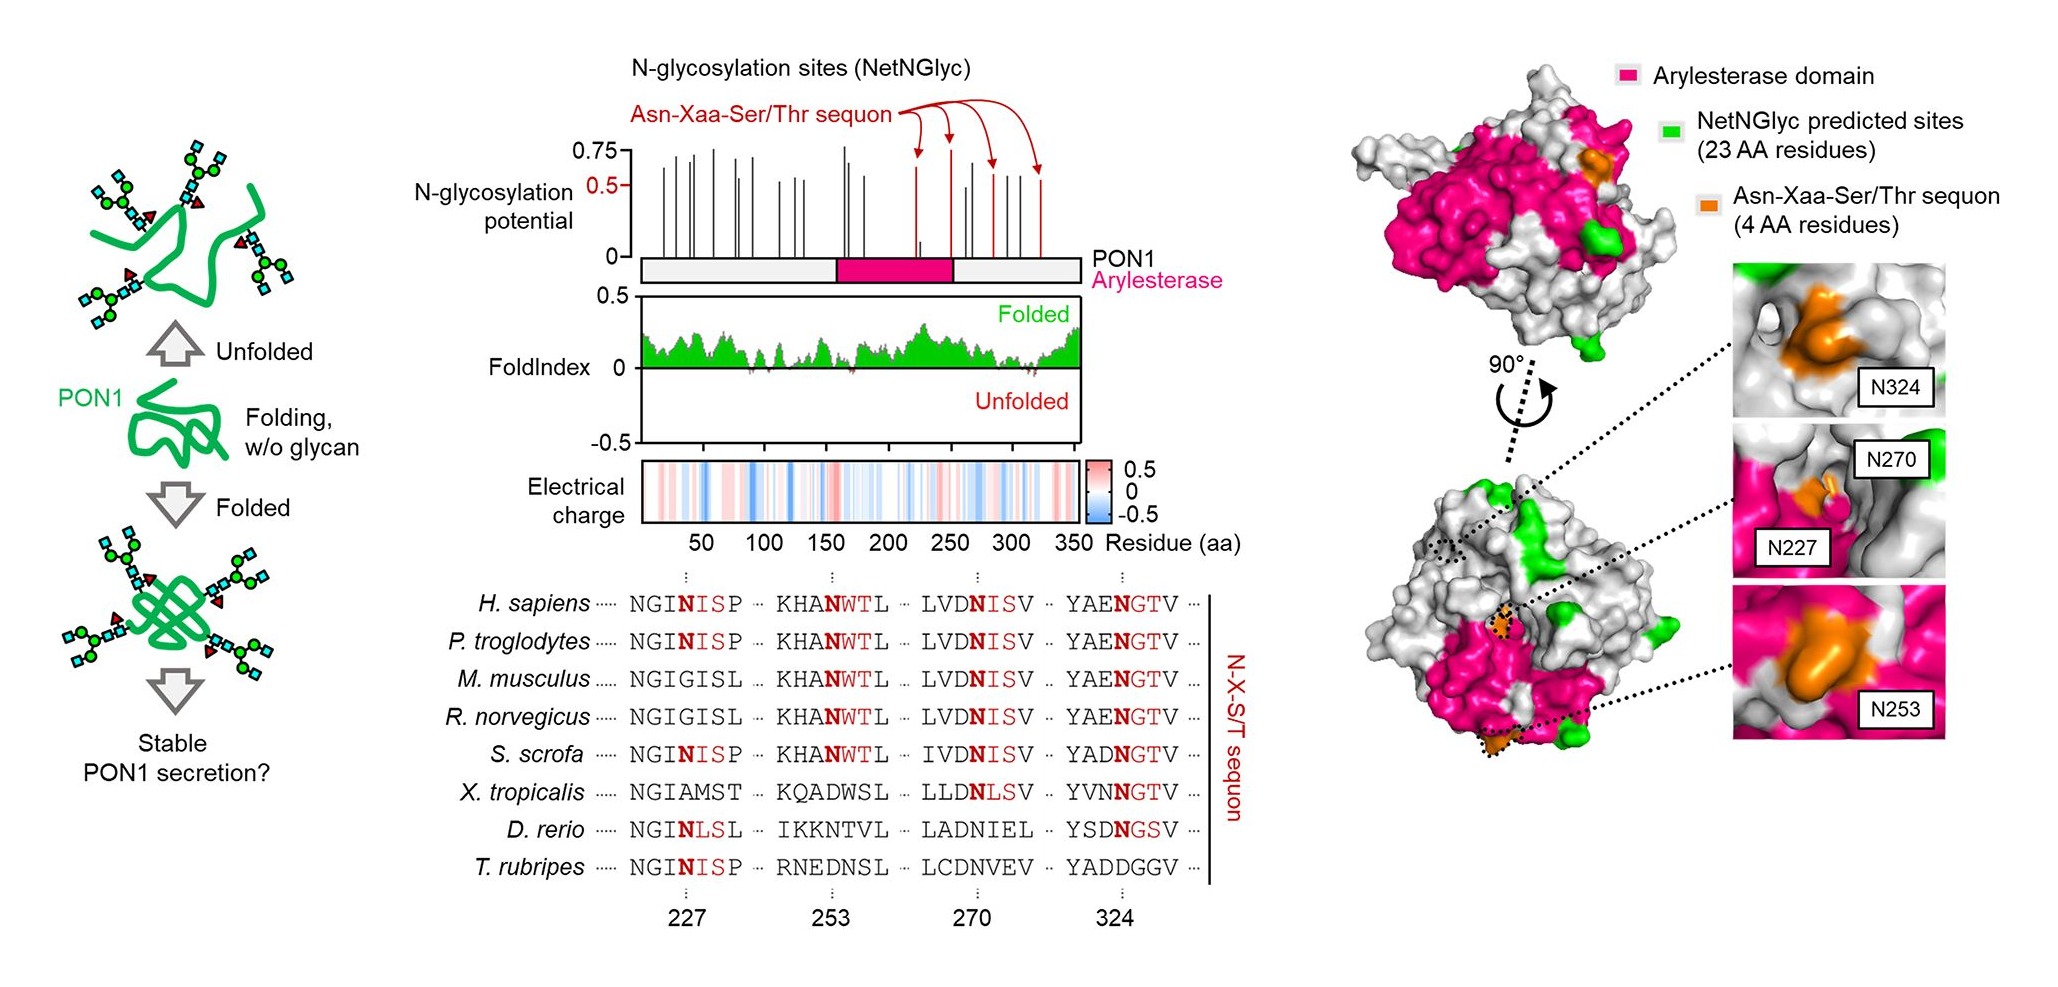 Unfolded
PON1
Folding,
w/o glycan
Folded
Stable
PON1 secretion?
N-glycosylation sites (NetNGlyc)
Asn-Xaa-Ser/Thr sequon
N-glycosylation
potential
0.75
0.5
0
PON1
Arylesterase
FoldIndex
0.5
0
-0.5
Folded
Unfolded
Electrical
charge
0.5
0
-0.5
50 100 150 200 250 300 350 Residue (aa)
H. sapiens ····· NGINISP ··· KHANWTL ··· LVDNISV ·· YAENGTV ···
P. troglodytes ····· NGINISP ··· KHANWTL ··· LVDNISV ·· YAENGTV ···
M. musculus ····· NGIGISL ··· KHANWTL ··· LVDNISV ·· YAENGTV ···
R. norvegicus ····· NGIGISL ··· KHANWTL ··· LVDNISV ·· YAENGTV ···
S. scrofa ····· NGINISP ··· KHANWTL ··· IVDNISV ·· YADNGTV ···
X. tropicalis ····· NGIAMST ··· KQADWSL ··· LLDNLSV ·· YVNNGTV ···
D. rerio ····· NGINLSL ··· IKKNTVL ··· LADNIEL ·· YSDNGSV ···
T. rubripes ····· NGINISP ··· RNEDNSL ··· LCDNVEV ·· YADDGGV ···
227 253 270 324
N-X-S/T sequon
Arylesterase domain
NetNGlyc predicted sites
(23 AA residues)
Asn-Xaa-Ser/Thr sequon
(4 AA residues)
90°
N324
N270
N227
N253